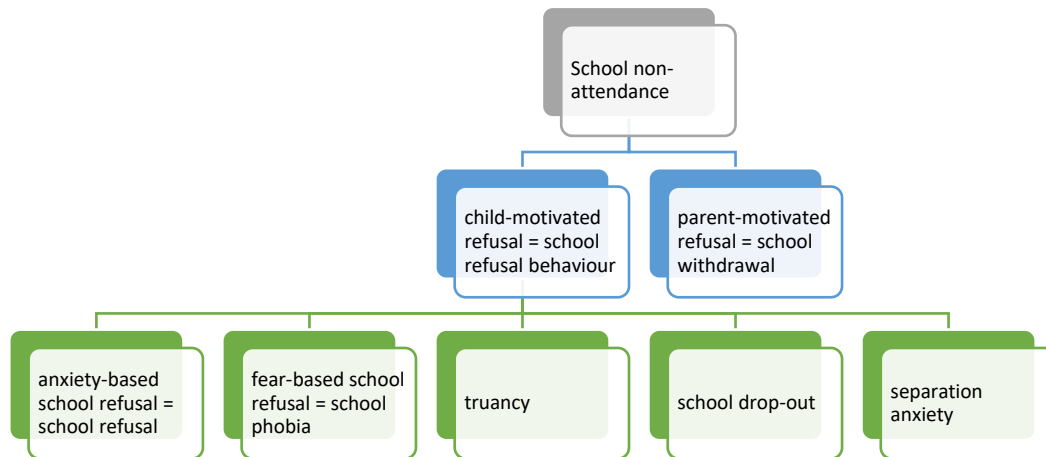 School non-
attendance
child-motivated
refusal = school
refusal behaviour
parent-motivated
refusal = school
withdrawal
anxiety-based
school refusal =
school refusal
fear-based school
refusal = school
phobia
truancy
school drop-out
separation
anxiety